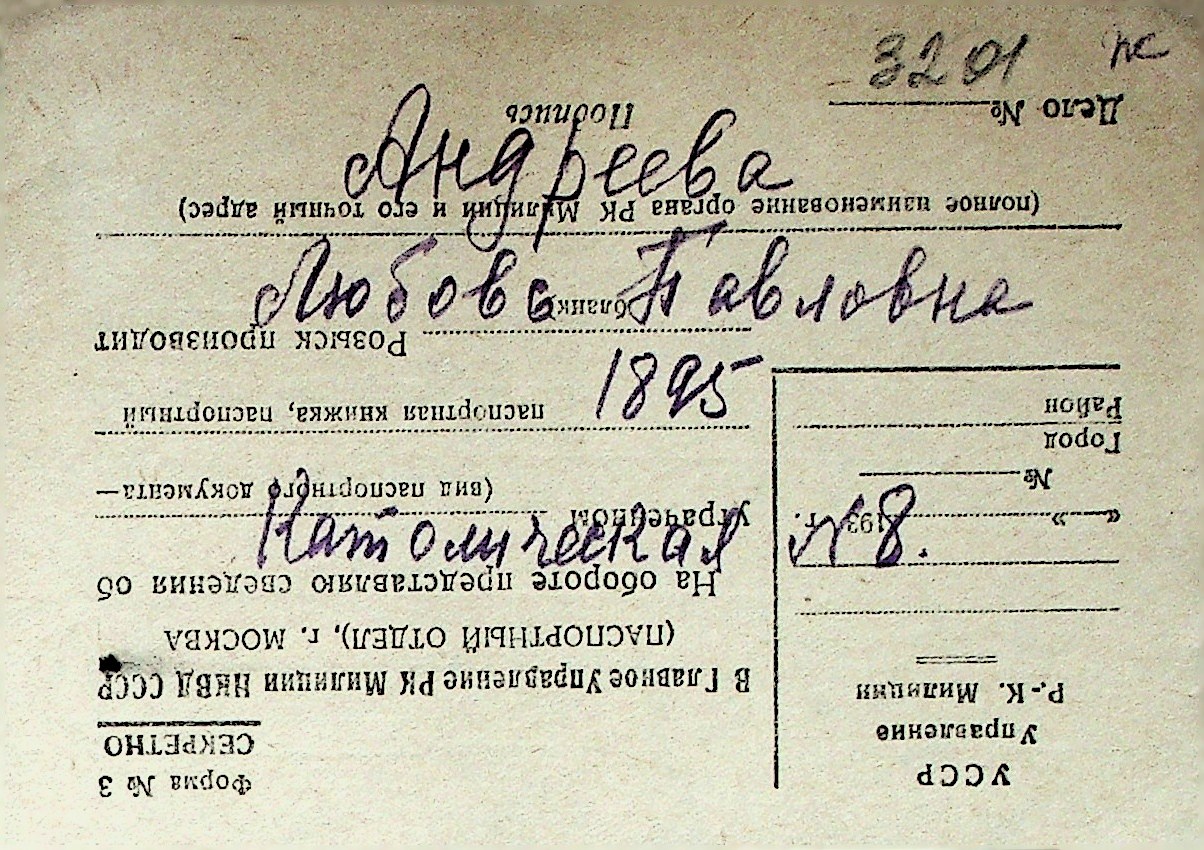 3201 пс
Андреева
Любовь Павловна
1895
Католическая №8.
УССР
Управление
Р.-К. Милиции
« » 193 г.
№
Город
Район
Форма № 3
СЕКРЕТНО
В Главное Управление РК Милиции НКВД СССР
(ПАСПОРТНЫЙ ОТДЕЛ), г. МОСКВА
На обороте представляю сведения об
утраченном
(вид паспортного документа—
паспортная книжка, паспортный
бланк)
Розыск производит
(полное наименование органа РК Милиции и его точный адрес)
Подпись
Дело №